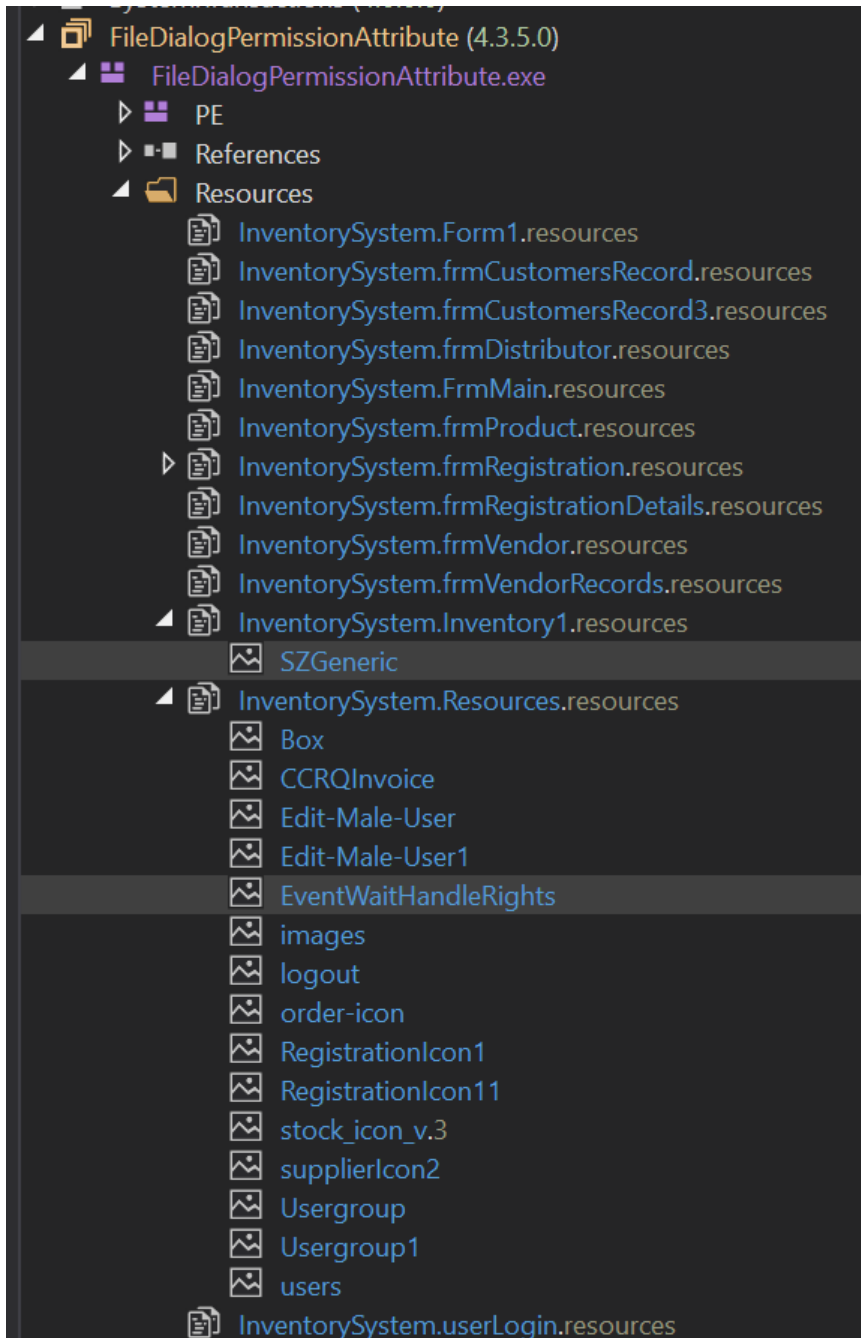 FileDialogPermissionAttribute (4.3.5.0)
FileDialogPermissionAttribute.exe
PE
References
Resources
InventorySystem.Form1.resources
InventorySystem.frmCustomersRecord.resources
InventorySystem.frmCustomersRecord3.resources
InventorySystem.frmDistributor.resources
InventorySystem.FrmMain.resources
InventorySystem.frmProduct.resources
InventorySystem.frmRegistration.resources
InventorySystem.frmRegistrationDetails.resources
InventorySystem.frmVendor.resources
InventorySystem.frmVendorRecords.resources
InventorySystem.Inventory1.resources
SZGeneric
InventorySystem.Resources.resources
Box
CCRQInvoice
Edit-Male-User
Edit-Male-User1
EventWaitHandleRights
images
logout
order-icon
RegistrationIcon1
RegistrationIcon11
stock_icon_v.3
supplierIcon2
Usergroup
Usergroup1
users
InventorySystem.userLogin.resources